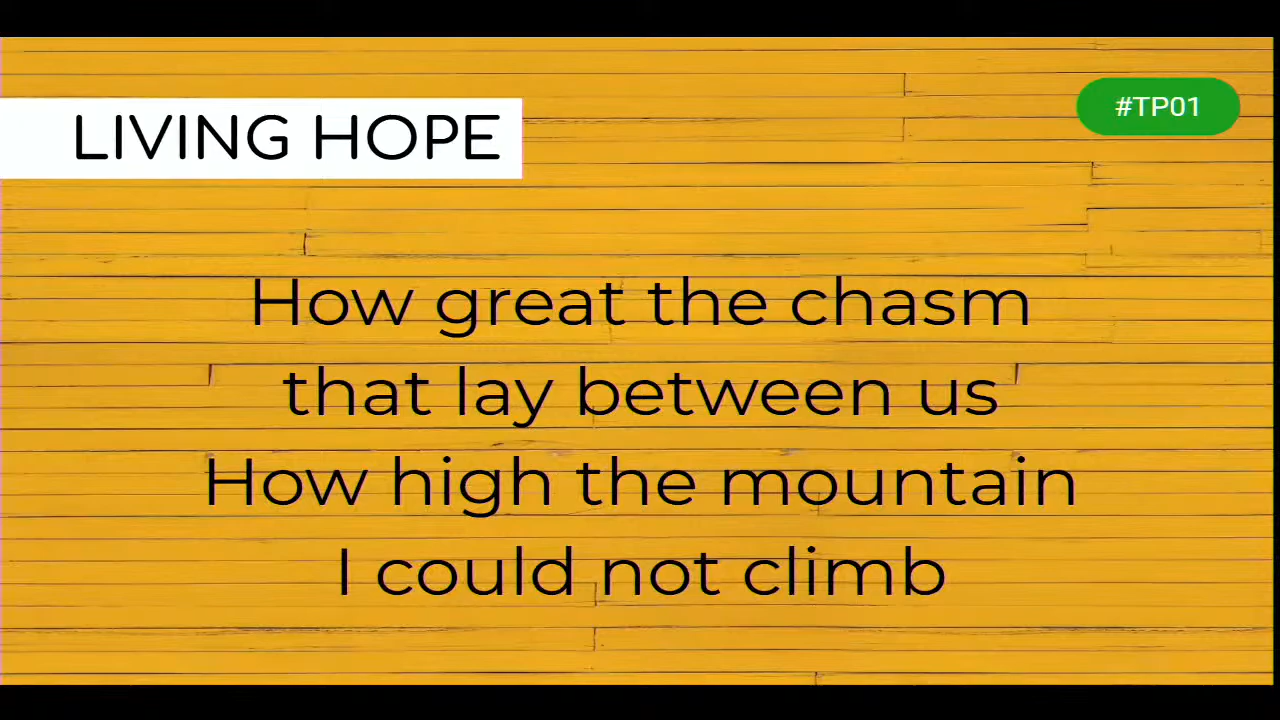 LIVING HOPE
#TP01
How great the chasm
that lay between us
How high the mountain
I could not climb